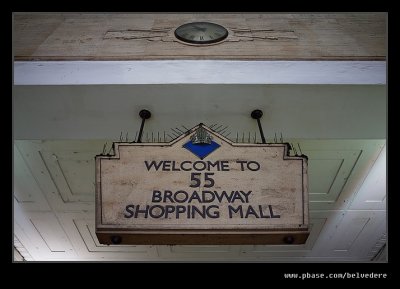 WELCOME TO
55
BROADWAY
SHOPPING MALL
www.pbase.com/belvedere